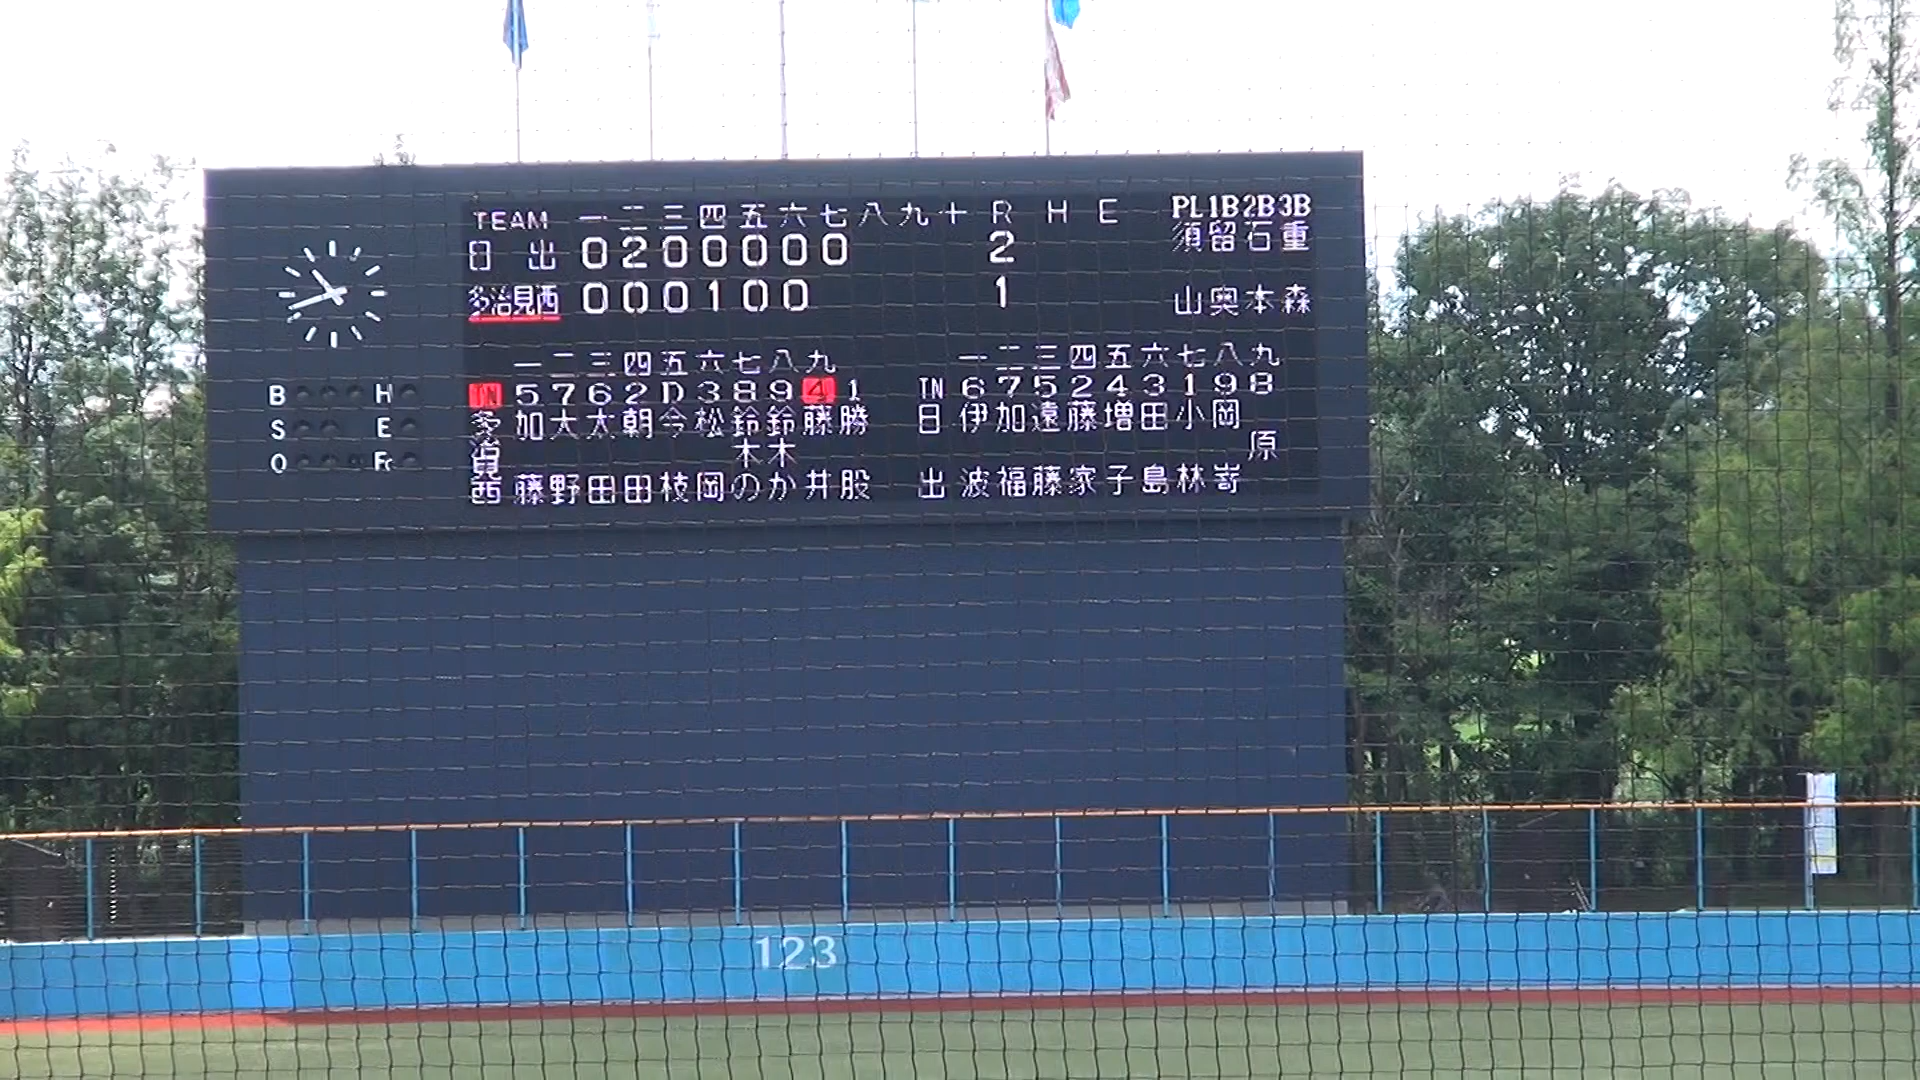 TEAM 一 二 三 四 五 六 七 八 九 十 R H E PL 1B 2B 3B
日出 0 2 0 0 0 0 0 2 須 留 石 重
多治見西 0 0 0 1 0 0 1 山 奥 本 森
一 二 三 四 五 六 七 八 九
IN 5 7 6 2 D 3 8 9 4 1
多治見西 加藤 大野 太田 朝田 今枝 松岡 鈴木の 鈴木か 藤井 勝股
一 二 三 四 五 六 七 八 九
IN 6 7 5 2 4 3 1 9 8
日出 伊波 加福 遠藤 藤家 増子 田島 小林 岡嵜 原
B H
S E
O Fc
123